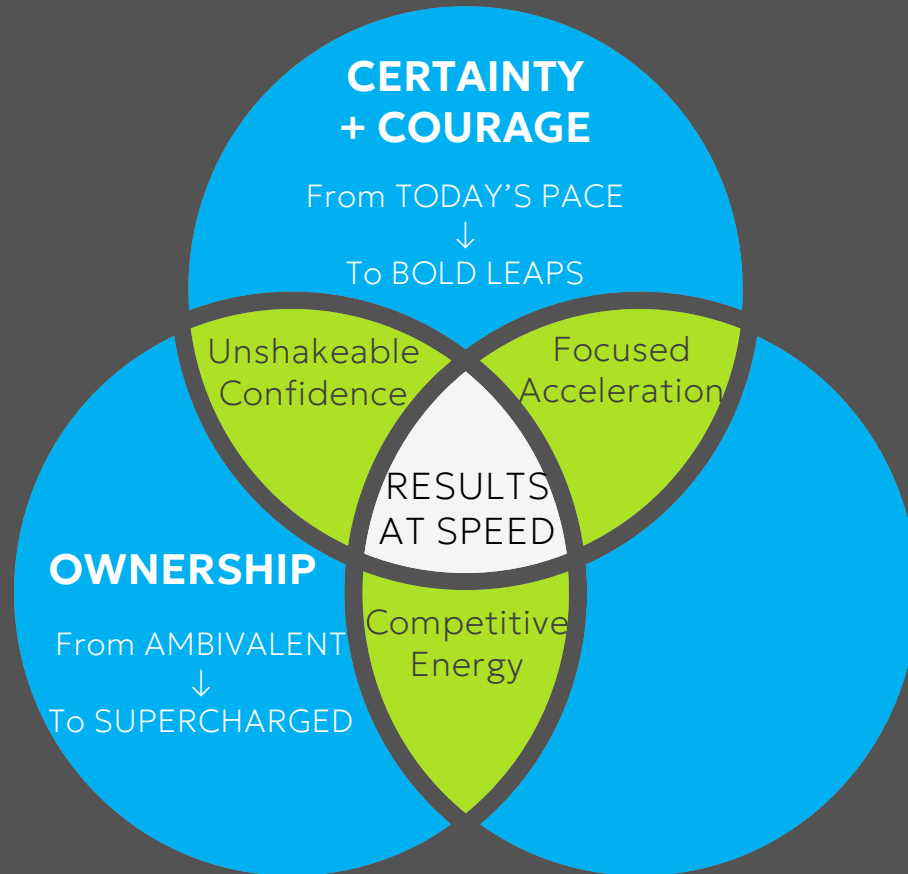 CERTAINTY
+ COURAGE
From TODAY’S PACE
↓
To BOLD LEAPS
Unshakeable
Confidence
Focused
Acceleration
RESULTS
AT SPEED
OWNERSHIP
From AMBIVALENT
↓
To SUPERCHARGED
Competitive
Energy